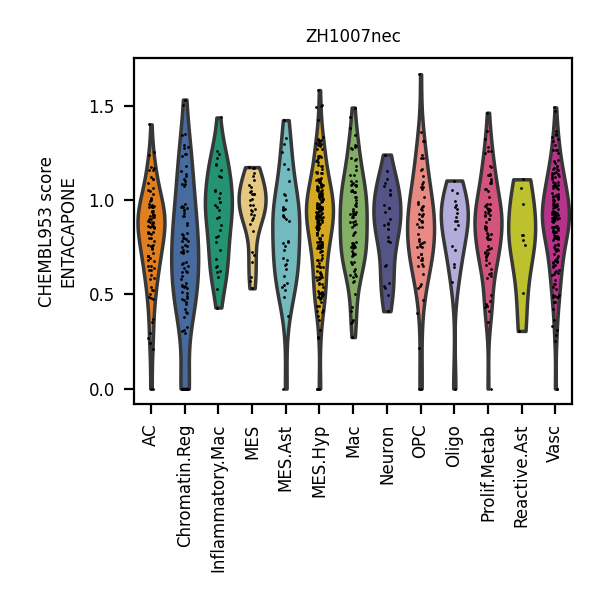 ZH1007nec
CHEMBL953 score
ENTACAPONE
1.5
1.0
0.5
0.0
AC
Chromatin.Reg
Inflammatory.Mac
MES
MES.Ast
MES.Hyp
Mac
Neuron
OPC
Oligo
Prolif.Metab
Reactive.Ast
Vasc